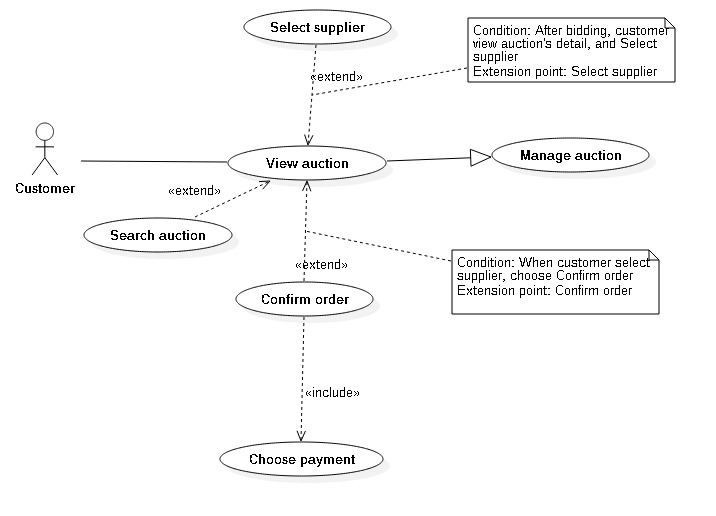 Select supplier
Condition: After bidding, customer
view auction's detail, and Select
supplier
Extension point: Select supplier
«extend»
View auction
Manage auction
Customer
«extend»
Search auction
Condition: When customer select
supplier, choose Confirm order
Extension point: Confirm order
«extend»
Confirm order
«include»
Choose payment